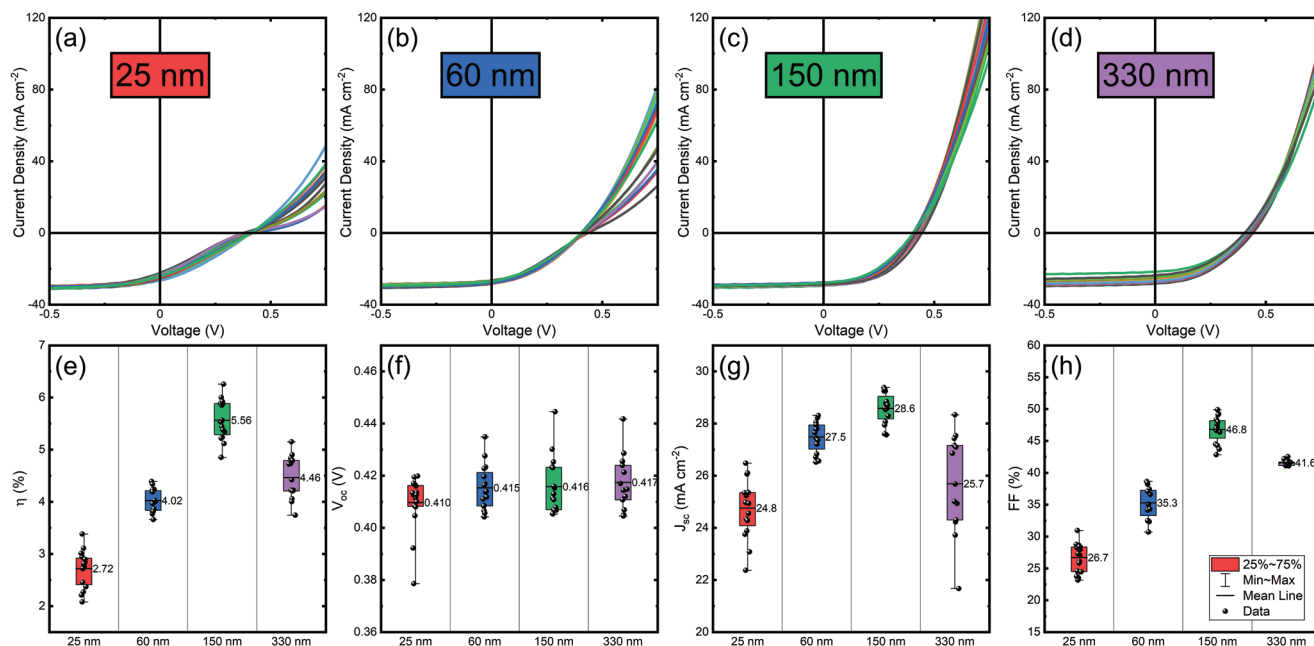 (a)
25 nm
Current Density (mA cm⁻²)
120
80
40
0
-40
-0.5
0
0.5
Voltage (V)
(b)
60 nm
Current Density (mA cm⁻²)
120
80
40
0
-40
-0.5
0
0.5
Voltage (V)
(c)
150 nm
Current Density (mA cm⁻²)
120
80
40
0
-40
-0.5
0
0.5
Voltage (V)
(d)
330 nm
Current Density (mA cm⁻²)
120
80
40
0
-40
-0.5
0
0.5
Voltage (V)
(e)
η (%)
7
6
5
4
3
2
2.72
4.02
5.56
4.46
25 nm 60 nm 150 nm 330 nm
(f)
V_oc (V)
0.46
0.44
0.42
0.40
0.38
0.36
0.410
0.415
0.416
0.417
25 nm 60 nm 150 nm 330 nm
(g)
J_sc (mA cm⁻²)
30
28
26
24
22
20
24.8
27.5
28.6
25.7
25 nm 60 nm 150 nm 330 nm
(h)
FF (%)
60
55
50
45
40
35
30
25
20
15
26.7
35.3
46.8
41.6
25%~75%
Min~Max
Mean Line
Data
25 nm 60 nm 150 nm 330 nm